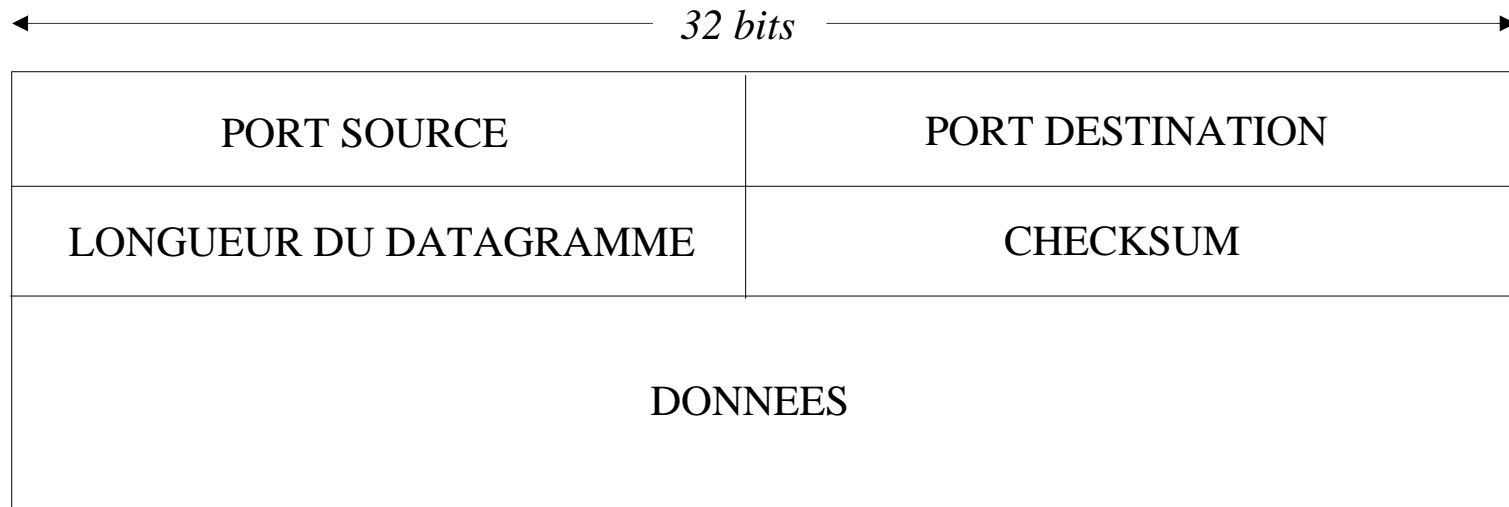 32 bits
PORT SOURCE
PORT DESTINATION
LONGUEUR DU DATAGRAMME
CHECKSUM
DONNEES